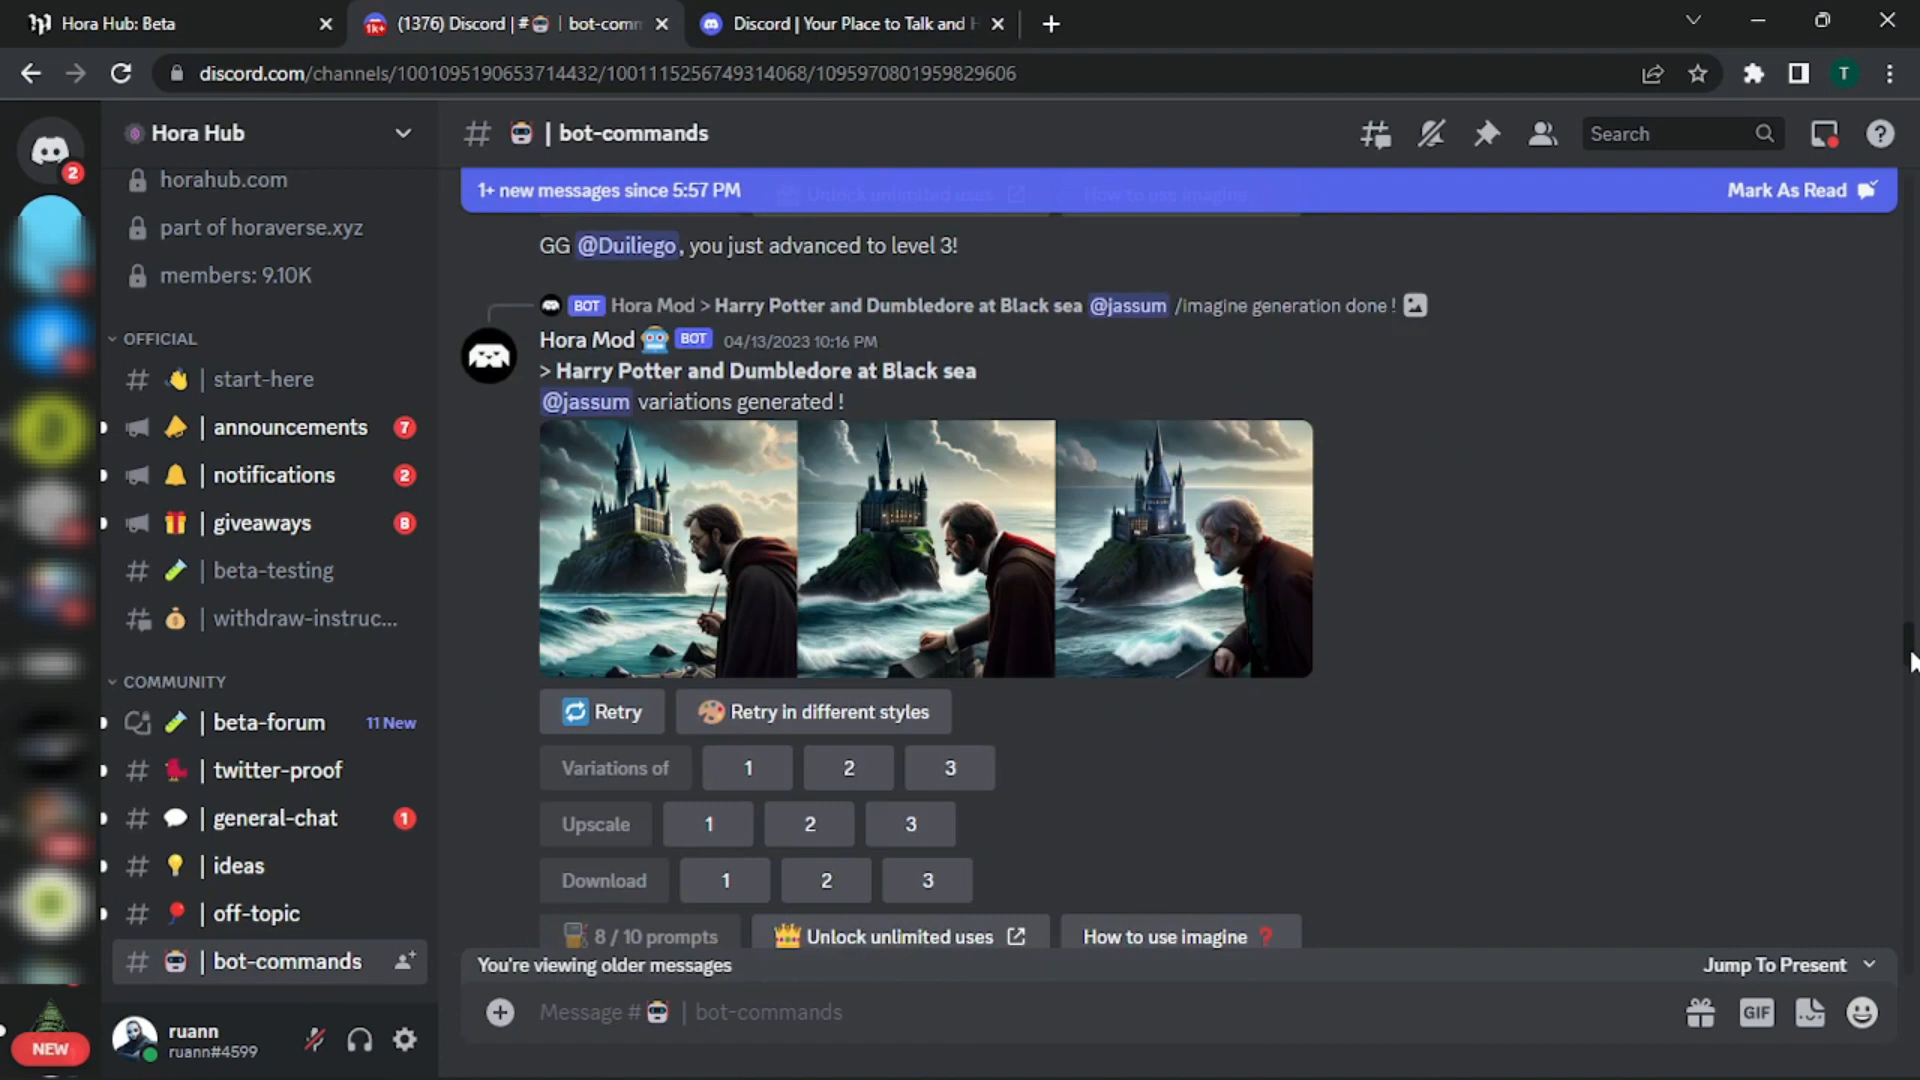 Hora Hub: Beta
(1376) Discord | # | bot-comm
Discord | Your Place to Talk and H
discord.com/channels/1001095190653714432/1001115256749314068/1095970801959829606
T
2
Hora Hub
horahub.com
part of horaverse.xyz
members: 9.10K
OFFICIAL
# | start-here
| announcements 7
| notifications 2
| giveaways 8
# | beta-testing
| withdraw-instruc...
COMMUNITY
| beta-forum 11 New
# | twitter-proof
# | general-chat 1
# | ideas
# | off-topic
# | bot-commands
NEW
ruann
ruann#4599
# | bot-commands
Search
1+ new messages since 5:57 PM
Unlock unlimited uses
How to use imagine
Mark As Read
GG @Duiliego, you just advanced to level 3!
BOT Hora Mod > Harry Potter and Dumbledore at Black sea @jassum /imagine generation done !
Hora Mod BOT 04/13/2023 10:16 PM
> Harry Potter and Dumbledore at Black sea
@jassum variations generated !
Retry
Retry in different styles
Variations of 1 2 3
Upscale 1 2 3
Download 1 2 3
8 / 10 prompts
Unlock unlimited uses
How to use imagine ?
You're viewing older messages
Jump To Present
Message # | bot-commands
GIF